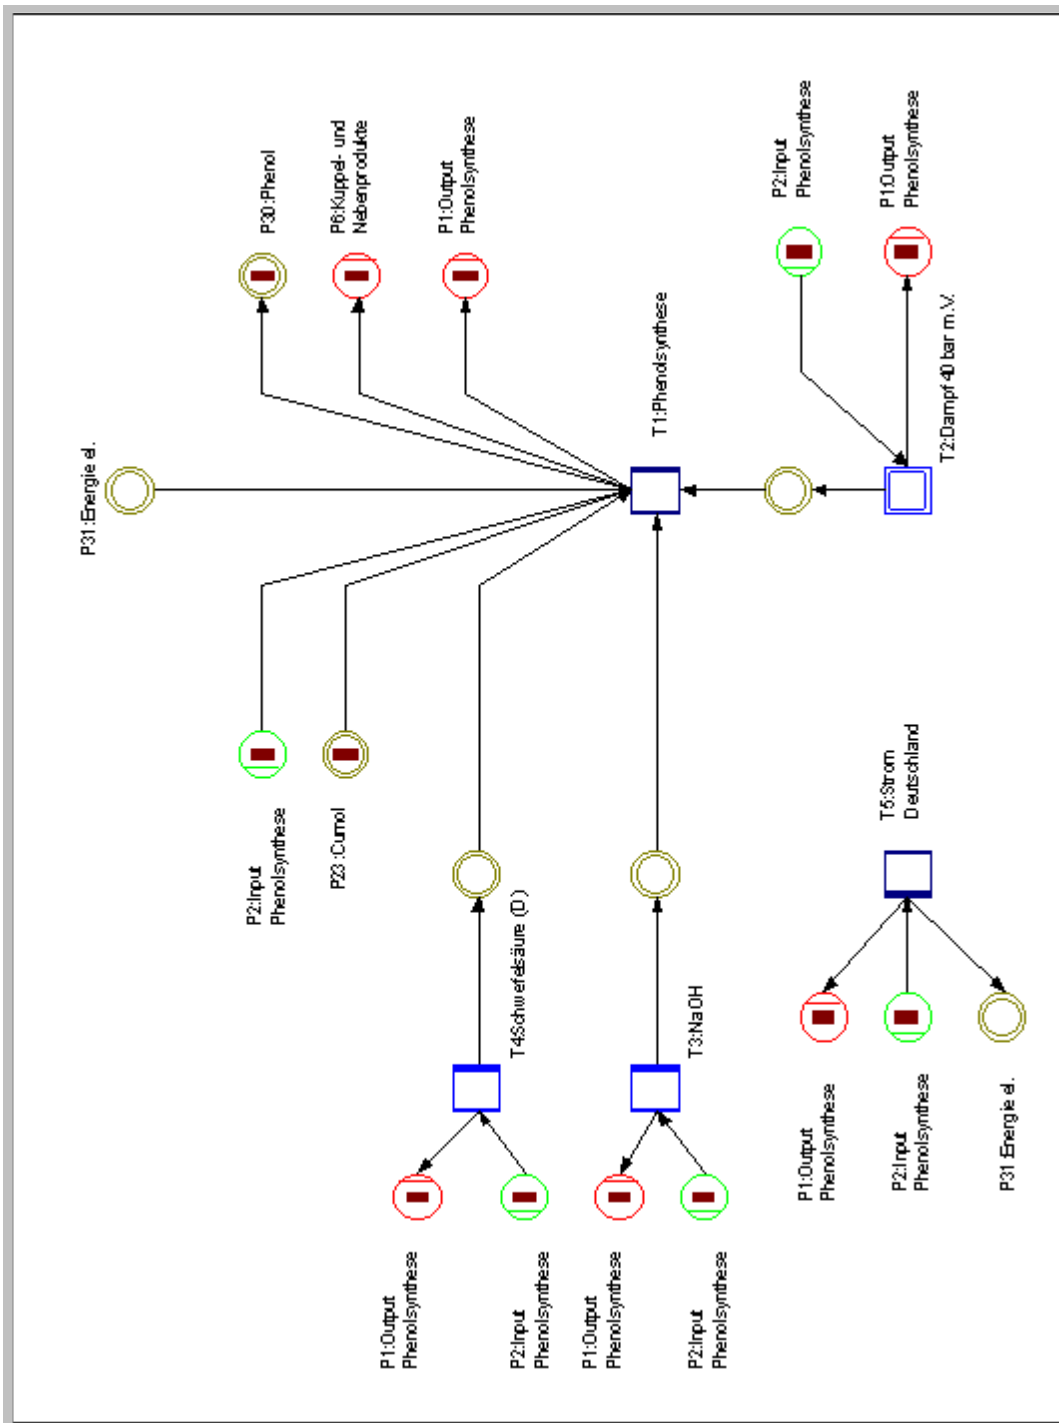 P1:Output
Phenolsynthese
P2:Input
Phenolsynthese
P1:Output
Phenolsynthese
P2:Input
Phenolsynthese
T4:Schwefelsäure (D)
T3:NaOH
P1:Output
Phenolsynthese
P2:Input
Phenolsynthese
P31:Energie el.
P2:Input
Phenolsynthese
P23:Cumol
T5:Strom
Deutschland
P31:Energie el.
T1:Phenolsynthese
T2:Dampf 40 bar m.V.
P30:Phenol
P6:Kuppel- und
Nebenprodukte
P1:Output
Phenolsynthese
P2:Input
Phenolsynthese
P1:Output
Phenolsynthese